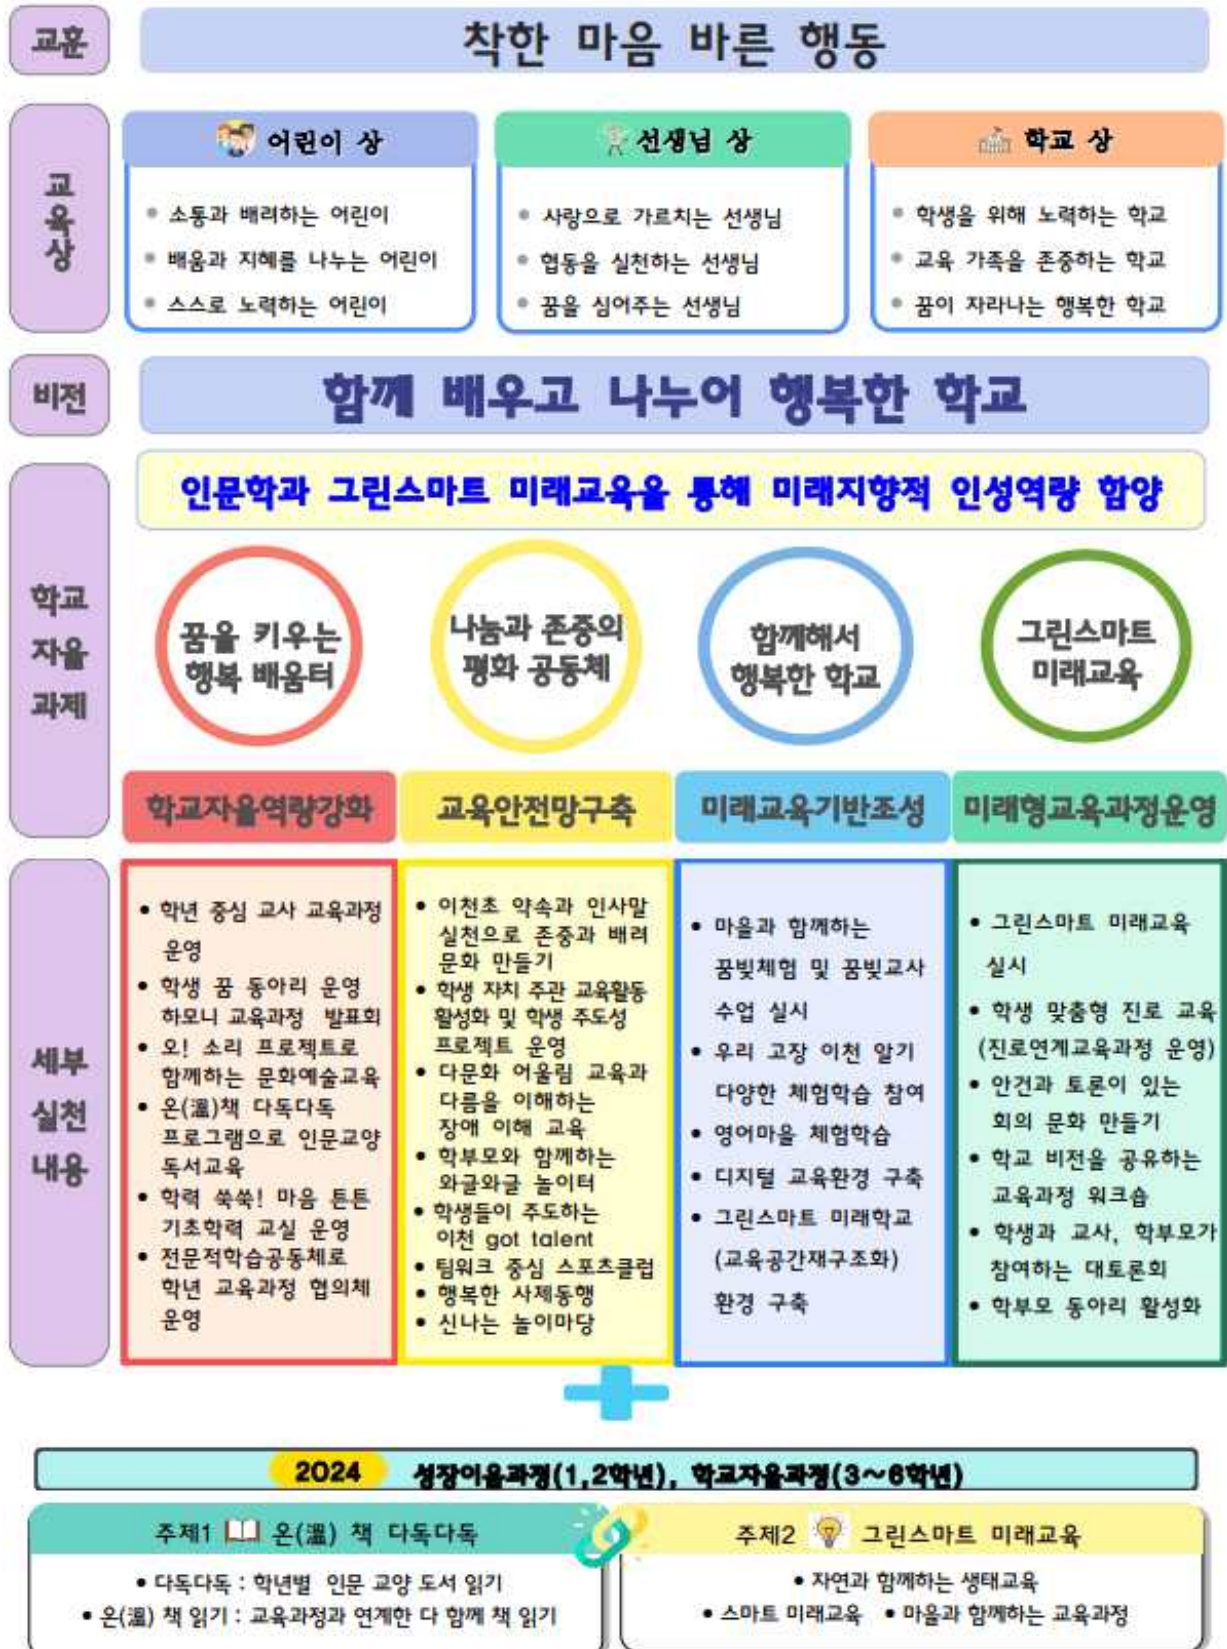 교훈
착한 마음 바른 행동
교육상
어린이 상
• 소통과 배려하는 어린이
• 배움과 지혜를 나누는 어린이
• 스스로 노력하는 어린이
선생님 상
• 사랑으로 가르치는 선생님
• 협동을 실천하는 선생님
• 꿈을 심어주는 선생님
학교 상
• 학생을 위해 노력하는 학교
• 교육 가족을 존중하는 학교
• 꿈이 자라나는 행복한 학교
비전
함께 배우고 나누어 행복한 학교
학교
자율
과제
인문학과 그린스마트 미래교육을 통해 미래지향적 인성역량 함양
꿈을 키우는
행복 배움터
나눔과 존중의
평화 공동체
함께해서
행복한 학교
그린스마트
미래교육
학교자율역량강화
교육안전망구축
미래교육기반조성
미래형교육과정운영
세부
실천
내용
• 학년 중심 교사 교육과정
운영
• 학생 꿈 동아리 운영
하모니 교육과정 발표회
• 오! 소리 프로젝트로
함께하는 문화예술교육
• 온(溫)책 다독다독
프로그램으로 인문교양
독서교육
• 학력 쑥쑥! 마음 튼튼
기초학력 교실 운영
• 전문적학습공동체로
학년 교육과정 협의체
운영
• 이천초 약속과 인사말
실천으로 존중과 배려
문화 만들기
• 학생 자치 주관 교육활동
활성화 및 학생 주도성
프로젝트 운영
• 다문화 어울림 교육과
다름을 이해하는
장애 이해 교육
• 학부모와 함께하는
와글와글 놀이터
• 학생들이 주도하는
이천 got talent
• 팀워크 중심 스포츠클럽
• 행복한 사제동행
• 신나는 놀이마당
• 마을과 함께하는
꿈빛체험 및 꿈빛교사
수업 실시
• 우리 고장 이천 알기
다양한 체험학습 참여
• 영어마을 체험학습
• 디지털 교육환경 구축
• 그린스마트 미래학교
(교육공간재구조화)
환경 구축
• 그린스마트 미래교육
실시
• 학생 맞춤형 진로 교육
(진로연계교육과정 운영)
• 안건과 토론이 있는
회의 문화 만들기
• 학교 비전을 공유하는
교육과정 워크숍
• 학생과 교사, 학부모가
참여하는 대토론회
• 학부모 동아리 활성화
2024 성장이음과정(1,2학년), 학교자율과정(3~6학년)
주제1 온(溫) 책 다독다독
• 다독다독 : 학년별 인문 교양 도서 읽기
• 온(溫) 책 읽기 : 교육과정과 연계한 다 함께 책 읽기
주제2 그린스마트 미래교육
• 자연과 함께하는 생태교육
• 스마트 미래교육 • 마을과 함께하는 교육과정